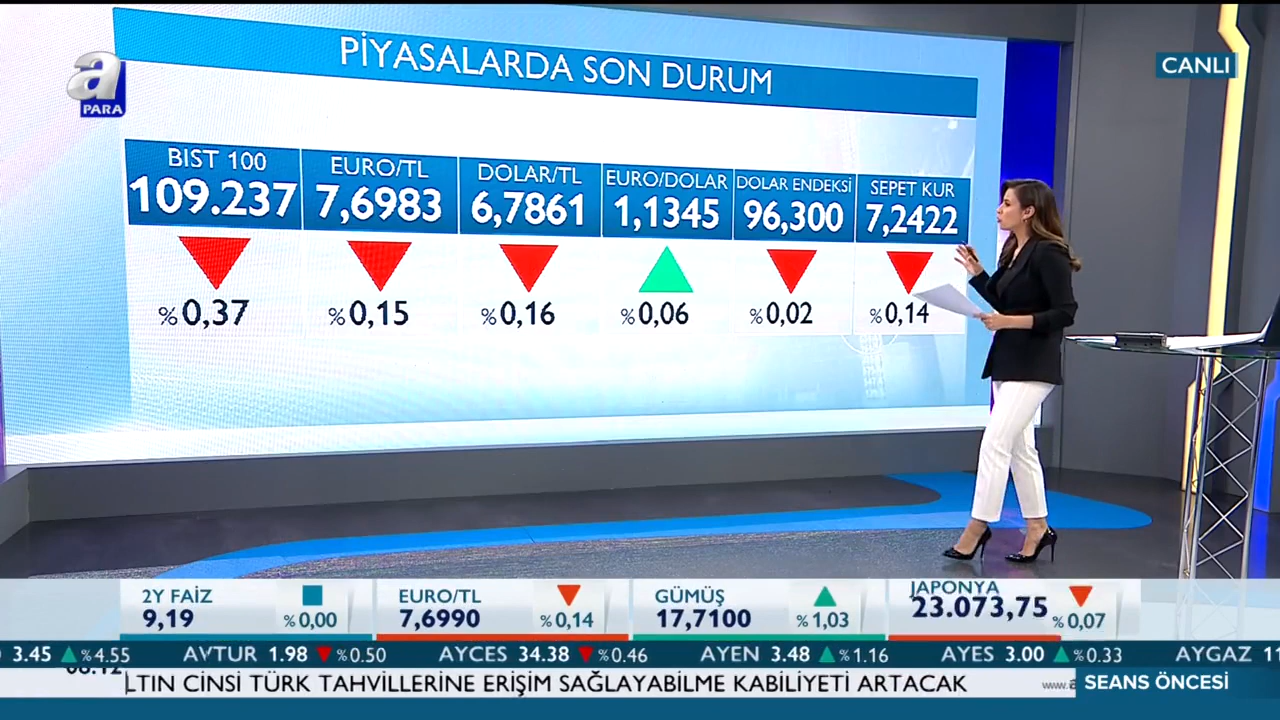 PİYASALARDA SON DURUM
CANLI
a
PARA
BIST 100 EURO/TL DOLAR/TL EURO/DOLAR DOLAR ENDEKSİ SEPET KUR
109.237 7,6983 6,7861 1,1345 96,300 7,2422
%0,37 %0,15 %0,16 %0,06 %0,02 %0,14
2Y FAİZ EURO/TL GÜMÜŞ JAPONYA
9,19 %0,00 7,6990 %0,14 17,7100 %1,03 23.073,75 %0,07
3.45 %4.55 AVTUR 1.98 %0.50 AYCES 34.38 %0.46 AYEN 3.48 %1.16 AYES 3.00 %0.33 AYGAZ
LTIN CİNSİ TÜRK TAHVİLLERİNE ERİŞİM SAĞLAYABİLME KABİLİYETİ ARTACAK www.a SEANS ÖNCESİ